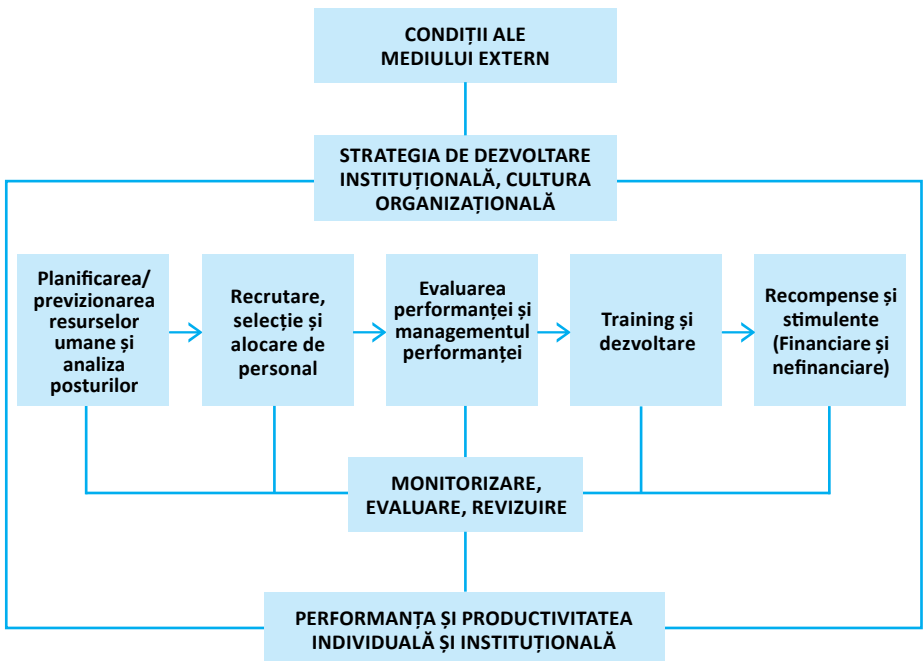 CONDIȚII ALE
MEDIULUI EXTERN
STRATEGIA DE DEZVOLTARE
INSTITUȚIONALĂ, CULTURA
ORGANIZAȚIONALĂ
Planificarea/
previzionarea
resurselor
umane și
analiza
posturilor
Recrutare,
selecție și
alocare de
personal
Evaluarea
performanței și
managementul
performanței
Training și
dezvoltare
Recompense și
stimulente
(Financiare și
nefinanciare)
MONITORIZARE,
EVALUARE, REVIZUIRE
PERFORMANȚA ȘI PRODUCTIVITATEA
INDIVIDUALĂ ȘI INSTITUȚIONALĂ